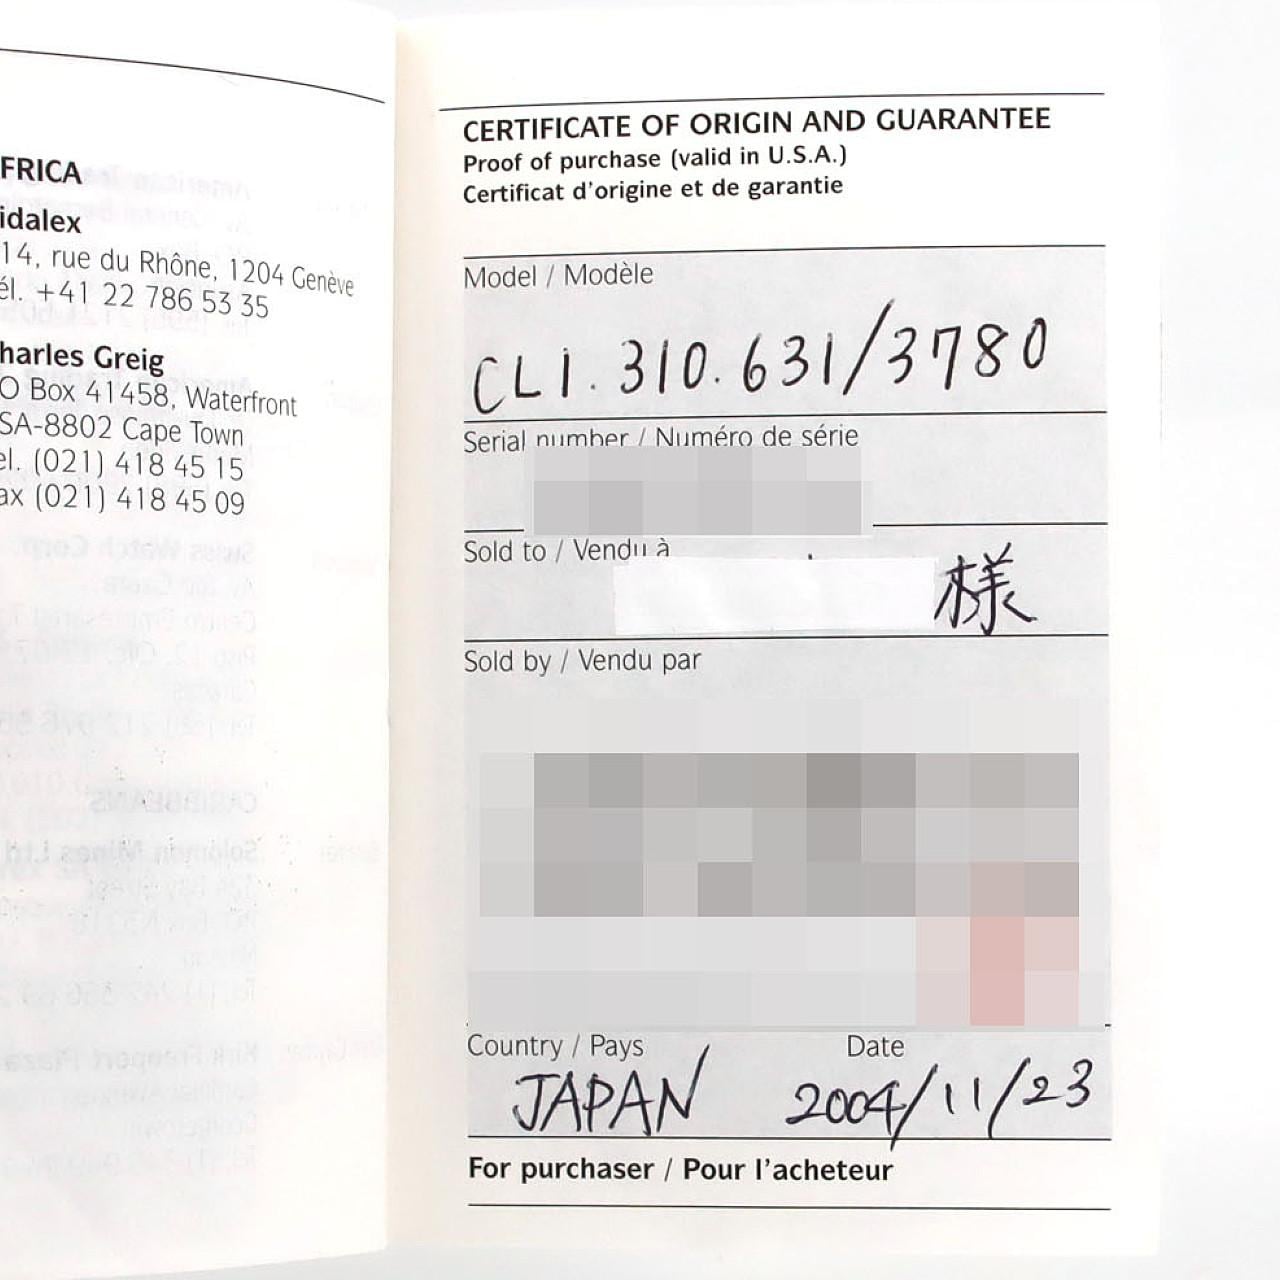 FRICA
idalex
14, rue du Rhône, 1204 Genève
él. +41 22 786 53 35
harles Greig
O Box 41458, Waterfront
SA-8802 Cape Town
el. (021) 418 45 15
ax (021) 418 45 09
CERTIFICATE OF ORIGIN AND GUARANTEE
Proof of purchase (valid in U.S.A.)
Certificat d'origine et de garantie
Model / Modèle
CLI. 310. 631/3780
Serial number / Numéro de série
Sold to / Vendu à
様
Sold by / Vendu par
Country / Pays Date
JAPAN 2004/11/23
For purchaser / Pour l'acheteur